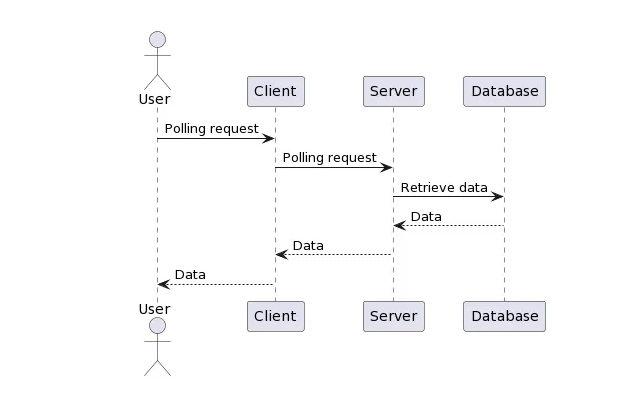 User
Client
Server
Database
Polling request
Polling request
Retrieve data
Data
Data
Data
User
Client
Server
Database